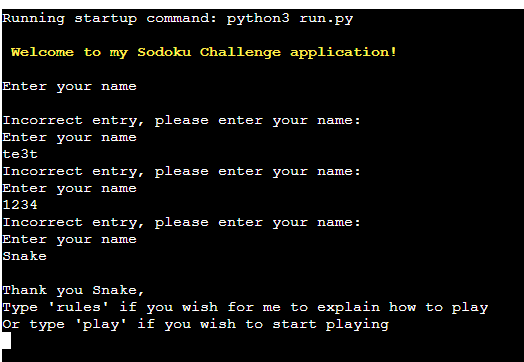 Running startup command: python3 run.py
Welcome to my Sodoku Challenge application!
Enter your name
Incorrect entry, please enter your name:
Enter your name
te3t
Incorrect entry, please enter your name:
Enter your name
1234
Incorrect entry, please enter your name:
Enter your name
Snake
Thank you Snake,
Type 'rules' if you wish for me to explain how to play
Or type 'play' if you wish to start playing